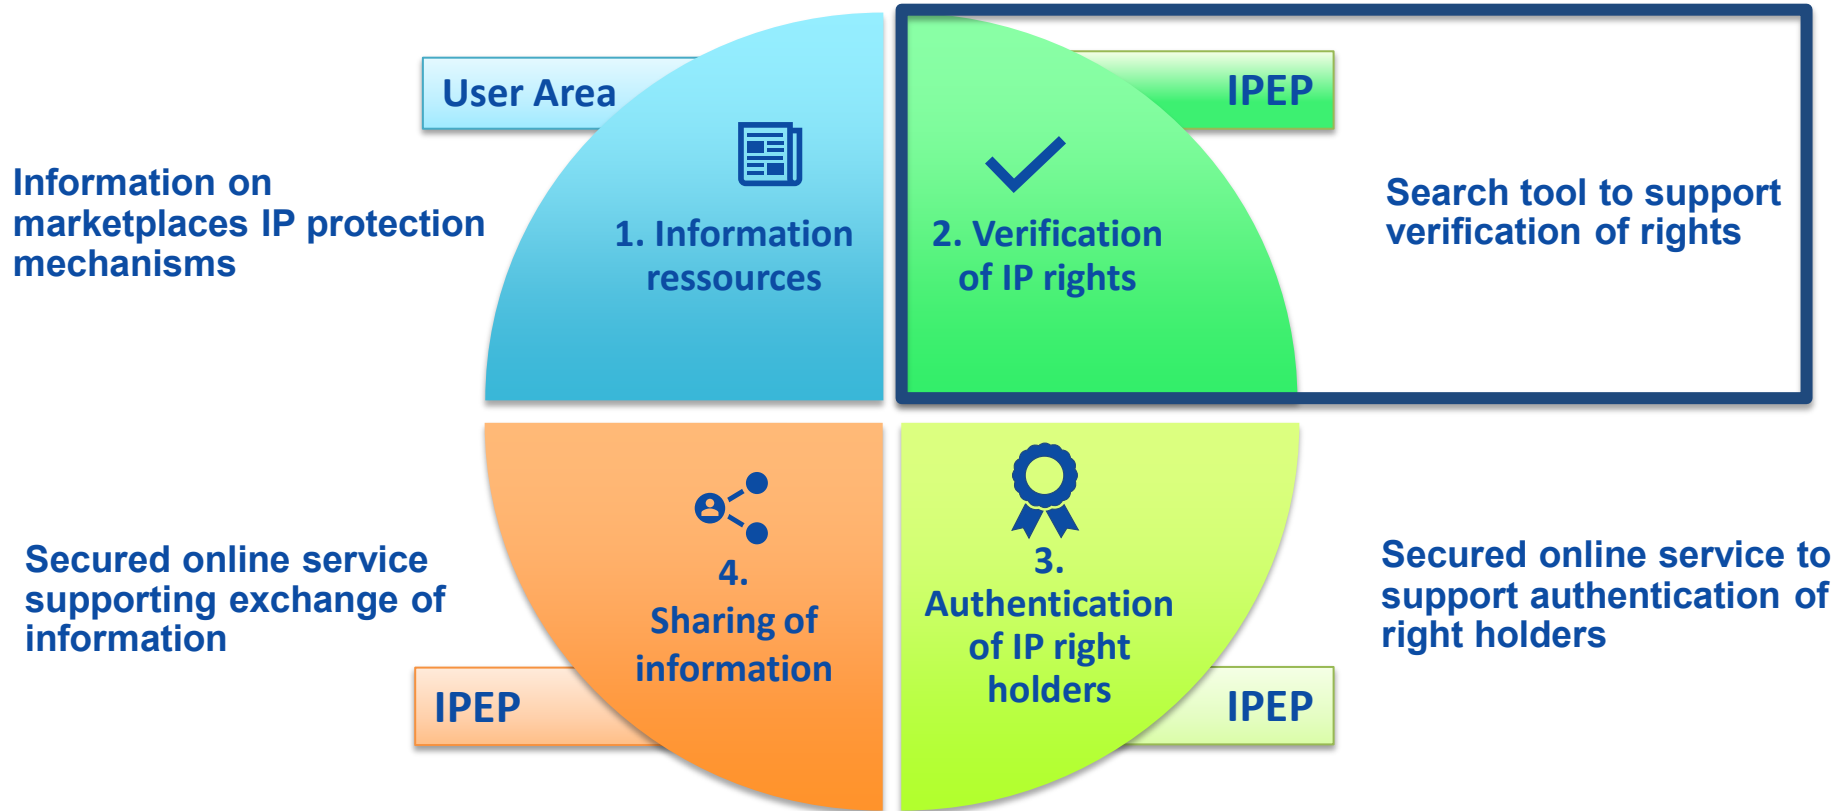 User Area
Information on
marketplaces IP protection
mechanisms
1. Information
ressources
IPEP
2. Verification
of IP rights
Search tool to support
verification of rights
Secured online service
supporting exchange of
information
4.
Sharing of
information
IPEP
3.
Authentication
of IP right
holders
IPEP
Secured online service to
support authentication of
right holders